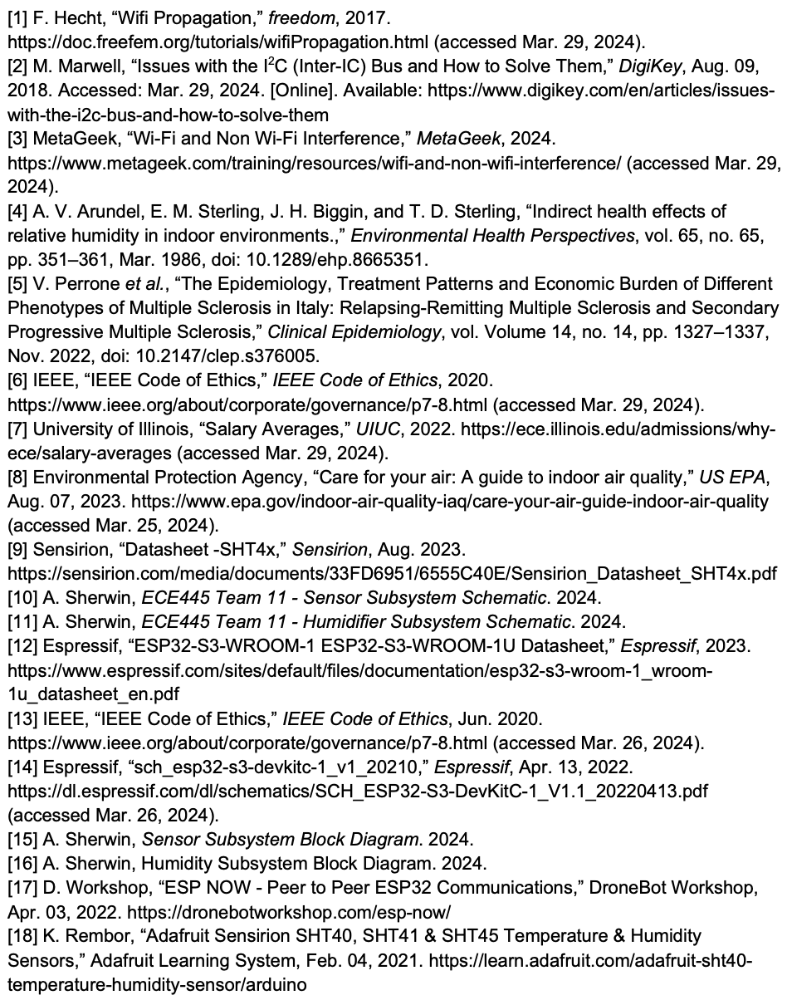 [1] F. Hecht, “Wifi Propagation,” freedom, 2017.
https://doc.freefem.org/tutorials/wifiPropagation.html (accessed Mar. 29, 2024).
[2] M. Marwell, “Issues with the I²C (Inter-IC) Bus and How to Solve Them,” DigiKey, Aug. 09,
2018. Accessed: Mar. 29, 2024. [Online]. Available: https://www.digikey.com/en/articles/issues-
with-the-i2c-bus-and-how-to-solve-them
[3] MetaGeek, “Wi-Fi and Non Wi-Fi Interference,” MetaGeek, 2024.
https://www.metageek.com/training/resources/wifi-and-non-wifi-interference/ (accessed Mar. 29,
2024).
[4] A. V. Arundel, E. M. Sterling, J. H. Biggin, and T. D. Sterling, “Indirect health effects of
relative humidity in indoor environments.,” Environmental Health Perspectives, vol. 65, no. 65,
pp. 351–361, Mar. 1986, doi: 10.1289/ehp.8665351.
[5] V. Perrone et al., “The Epidemiology, Treatment Patterns and Economic Burden of Different
Phenotypes of Multiple Sclerosis in Italy: Relapsing-Remitting Multiple Sclerosis and Secondary
Progressive Multiple Sclerosis,” Clinical Epidemiology, vol. Volume 14, no. 14, pp. 1327–1337,
Nov. 2022, doi: 10.2147/clep.s376005.
[6] IEEE, “IEEE Code of Ethics,” IEEE Code of Ethics, 2020.
https://www.ieee.org/about/corporate/governance/p7-8.html (accessed Mar. 29, 2024).
[7] University of Illinois, “Salary Averages,” UIUC, 2022. https://ece.illinois.edu/admissions/why-
ece/salary-averages (accessed Mar. 29, 2024).
[8] Environmental Protection Agency, “Care for your air: A guide to indoor air quality,” US EPA,
Aug. 07, 2023. https://www.epa.gov/indoor-air-quality-iaq/care-your-air-guide-indoor-air-quality
(accessed Mar. 25, 2024).
[9] Sensirion, “Datasheet -SHT4x,” Sensirion, Aug. 2023.
https://sensirion.com/media/documents/33FD6951/6555C40E/Sensirion_Datasheet_SHT4x.pdf
[10] A. Sherwin, ECE445 Team 11 - Sensor Subsystem Schematic. 2024.
[11] A. Sherwin, ECE445 Team 11 - Humidifier Subsystem Schematic. 2024.
[12] Espressif, “ESP32-S3-WROOM-1 ESP32-S3-WROOM-1U Datasheet,” Espressif, 2023.
https://www.espressif.com/sites/default/files/documentation/esp32-s3-wroom-1_wroom-
1u_datasheet_en.pdf
[13] IEEE, “IEEE Code of Ethics,” IEEE Code of Ethics, Jun. 2020.
https://www.ieee.org/about/corporate/governance/p7-8.html (accessed Mar. 26, 2024).
[14] Espressif, “sch_esp32-s3-devkitc-1_v1_20210,” Espressif, Apr. 13, 2022.
https://dl.espressif.com/dl/schematics/SCH_ESP32-S3-DevKitC-1_V1.1_20220413.pdf
(accessed Mar. 26, 2024).
[15] A. Sherwin, Sensor Subsystem Block Diagram. 2024.
[16] A. Sherwin, Humidity Subsystem Block Diagram. 2024.
[17] D. Workshop, “ESP NOW - Peer to Peer ESP32 Communications,” DroneBot Workshop,
Apr. 03, 2022. https://dronebotworkshop.com/esp-now/
[18] K. Rembor, “Adafruit Sensirion SHT40, SHT41 & SHT45 Temperature & Humidity
Sensors,” Adafruit Learning System, Feb. 04, 2021. https://learn.adafruit.com/adafruit-sht40-
temperature-humidity-sensor/arduino